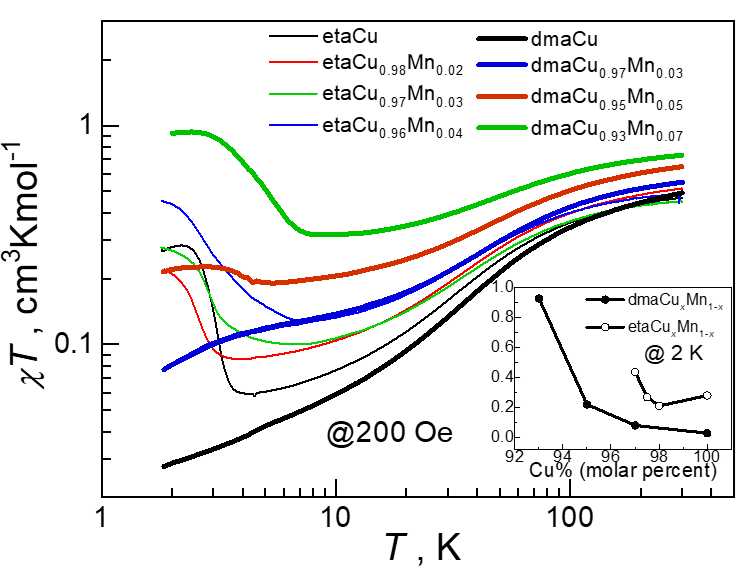 etaCu
etaCu0.98Mn0.02
etaCu0.97Mn0.03
etaCu0.96Mn0.04
dmaCu
dmaCu0.97Mn0.03
dmaCu0.95Mn0.05
dmaCu0.93Mn0.07
1
0.1
χT , cm3Kmol-1
@200 Oe
1.0
0.8
0.6
0.4
0.2
0.0
dmaCuxMn1-x
etaCuxMn1-x
@ 2 K
92 94 96 98 100
Cu% (molar percent)
1 10 100
T , K